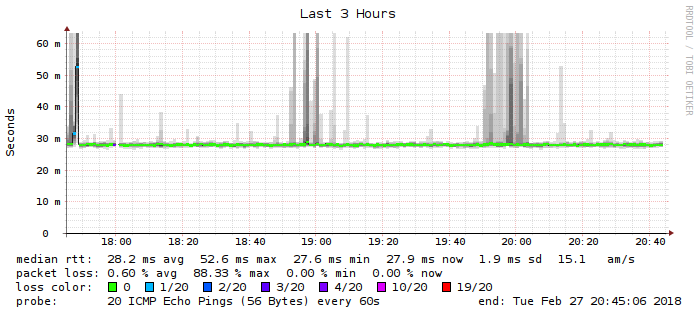 Last 3 Hours
RRDTOOL / TOBI OETIKER
Seconds
60 m
50 m
40 m
30 m
20 m
10 m
0
18:00 18:20 18:40 19:00 19:20 19:40 20:00 20:20 20:40
median rtt: 28.2 ms avg 52.6 ms max 27.6 ms min 27.9 ms now 1.9 ms sd 15.1 am/s
packet loss: 0.60 % avg 88.33 % max 0.00 % min 0.00 % now
loss color: 0 1/20 2/20 3/20 4/20 10/20 19/20
probe: 20 ICMP Echo Pings (56 Bytes) every 60s end: Tue Feb 27 20:45:06 2018